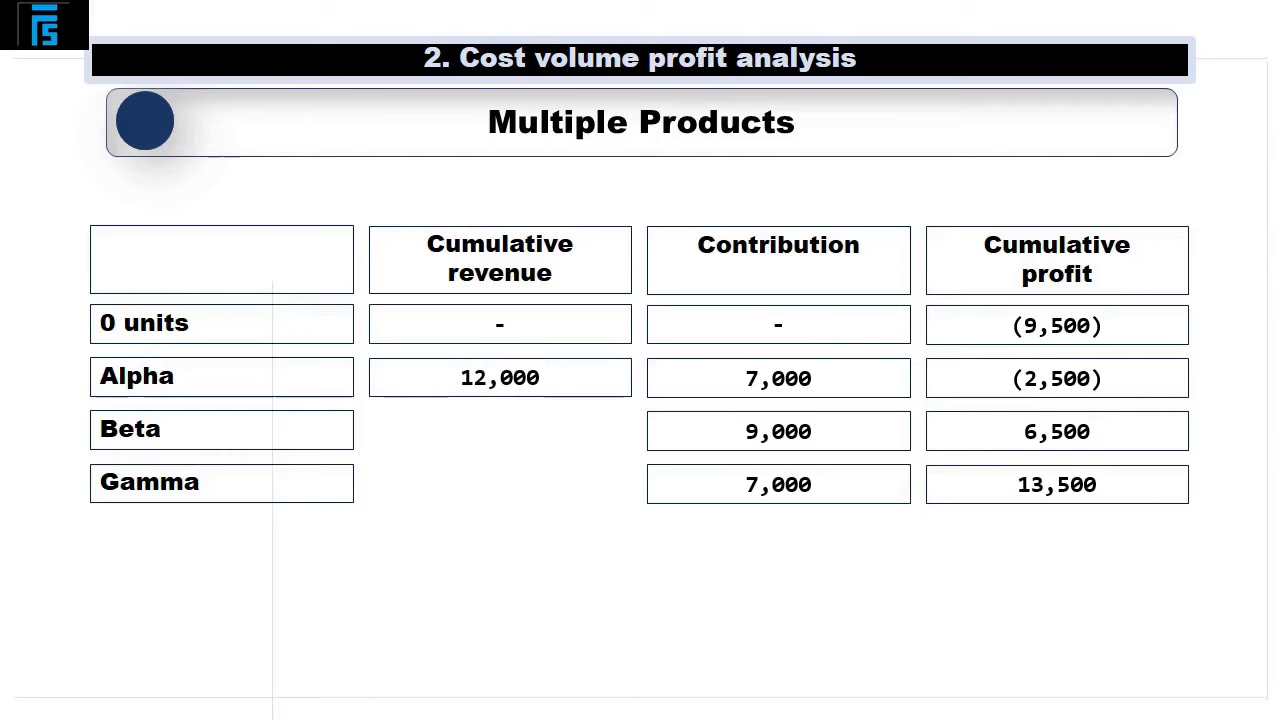 FS
2. Cost volume profit analysis
Multiple Products
Cumulative revenue Contribution Cumulative profit
0 units - - (9,500)
Alpha 12,000 7,000 (2,500)
Beta 9,000 6,500
Gamma 7,000 13,500